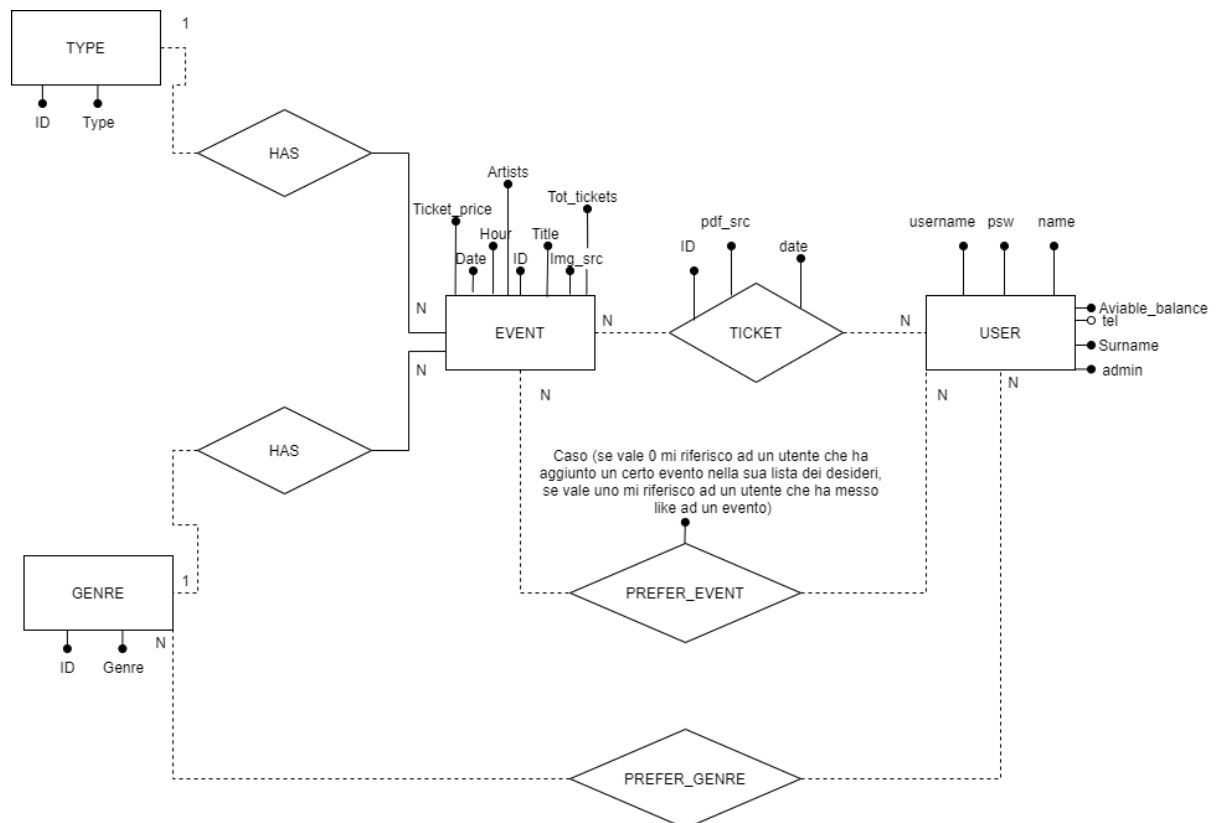 1
TYPE
ID
Type
HAS
Artists
Tot_tickets
Ticket_price
Hour
Title
Date
ID
Img_src
pdf_src
ID
date
username
psw
name
N
EVENT
N
TICKET
N
USER
Aviable_balance
tel
Surname
admin
N
N
N
N
HAS
Caso (se vale 0 mi riferisco ad un utente che ha
aggiunto un certo evento nella sua lista dei desideri,
se vale uno mi riferisco ad un utente che ha messo
like ad un evento)
1
GENRE
N
ID
Genre
PREFER_EVENT
PREFER_GENRE